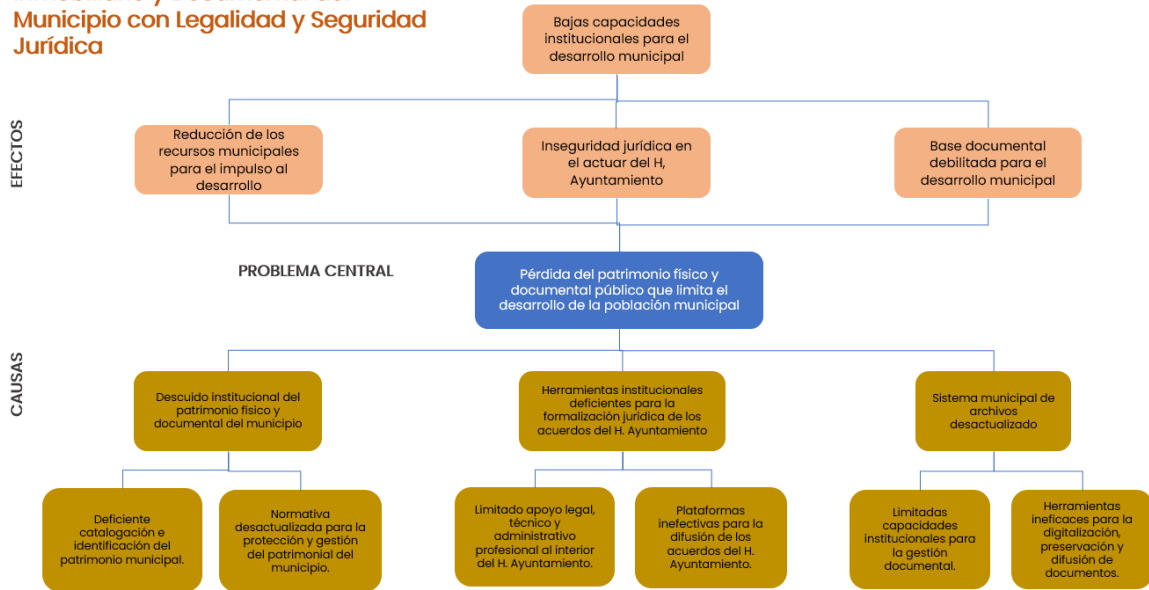 Municipio con Legalidad y Seguridad
Jurídica
Bajas capacidades
institucionales para el
desarrollo municipal
EFECTOS
Reducción de los
recursos municipales
para el impulso al
desarrollo
Inseguridad jurídica en
el actuar del H,
Ayuntamiento
Base documental
debilitada para el
desarrollo municipal
PROBLEMA CENTRAL
Pérdida del patrimonio físico y
documental público que limita el
desarrollo de la población municipal
CAUSAS
Descuido institucional del
patrimonio físico y
documental del municipio
Herramientas institucionales
deficientes para la
formalización jurídica de los
acuerdos del H. Ayuntamiento
Sistema municipal de
archivos
desactualizado
Deficiente
catalogación e
identificación del
patrimonio municipal.
Normativa
desactualizada para la
protección y gestión
del patrimonial del
municipio.
Limitado apoyo legal,
técnico y
administrativo
profesional al interior
del H. Ayuntamiento.
Plataformas
inefectivas para la
difusión de los
acuerdos del H.
Ayuntamiento.
Limitadas
capacidades
institucionales para
la gestión
documental.
Herramientas
ineficaces para la
digitalización,
preservación y
difusión de
documentos.